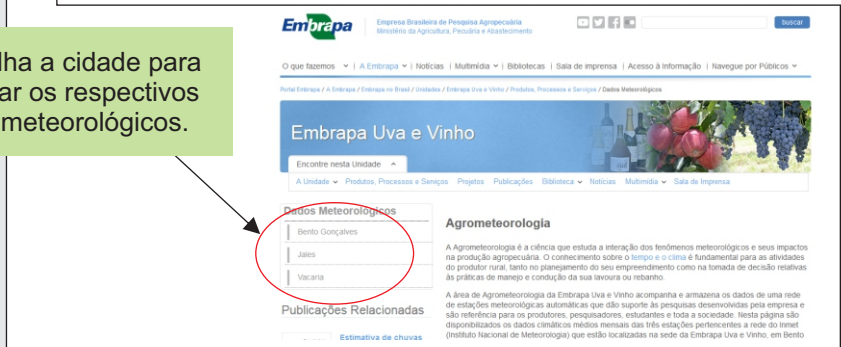 Embrapa
Empresa Brasileira de Pesquisa Agropecuária
Ministério da Agricultura, Pecuária e Abastecimento
buscar
O que fazemos | A Embrapa | Notícias | Multimídia | Bibliotecas | Sala de imprensa | Acesso à Informação | Navegue por Públicos
Portal Embrapa / A Embrapa / Embrapa no Brasil / Unidades / Embrapa Uva e Vinho / Produtos, Processos e Serviços / Dados Meteorológicos
a cidade para
os respectivos
meteorológicos.
Embrapa Uva e Vinho
Encontre nesta Unidade
A Unidade Produtos, Processos e Serviços Projetos Publicações Biblioteca Notícias Multimídia Sala de Imprensa
Dados Meteorológicos
Bento Gonçalves
Jales
Vacaria
Publicações Relacionadas
Estimativa de chuvas
Agrometeorologia
A Agrometeorologia é a ciência que estuda a interação dos fenômenos meteorológicos e seus impactos
na produção agropecuária. O conhecimento sobre o tempo e o clima é fundamental para as atividades
do produtor rural, tanto no planejamento do seu empreendimento como na tomada de decisão relativas
às práticas de manejo e condução da sua lavoura ou rebanho.
A área de Agrometeorologia da Embrapa Uva e Vinho acompanha e armazena os dados de uma rede
de estações meteorológicas automáticas que dão suporte às pesquisas desenvolvidas pela empresa e
são referência para os produtores, pesquisadores, estudantes e toda a sociedade. Nesta página são
disponibilizados os dados climáticos médios mensais das três estações pertencentes a rede do Inmet
(Instituto Nacional de Meteorologia) que estão localizadas na sede da Embrapa Uva e Vinho, em Bento